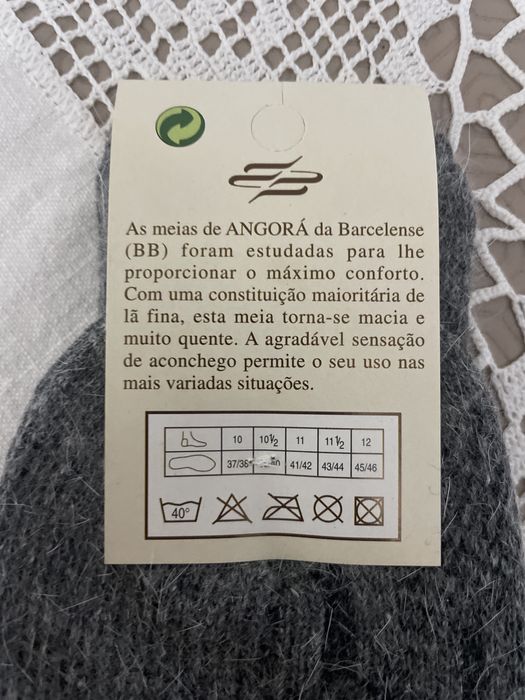 As meias de ANGORÁ da Barcelense
(BB) foram estudadas para lhe
proporcionar o máximo conforto.
Com uma constituição maioritária de
lã fina, esta meia torna-se macia e
muito quente. A agradável sensação
de aconchego permite o seu uso nas
mais variadas situações.
10 10½ 11 11½ 12
37/38 41/42 43/44 45/46
40°